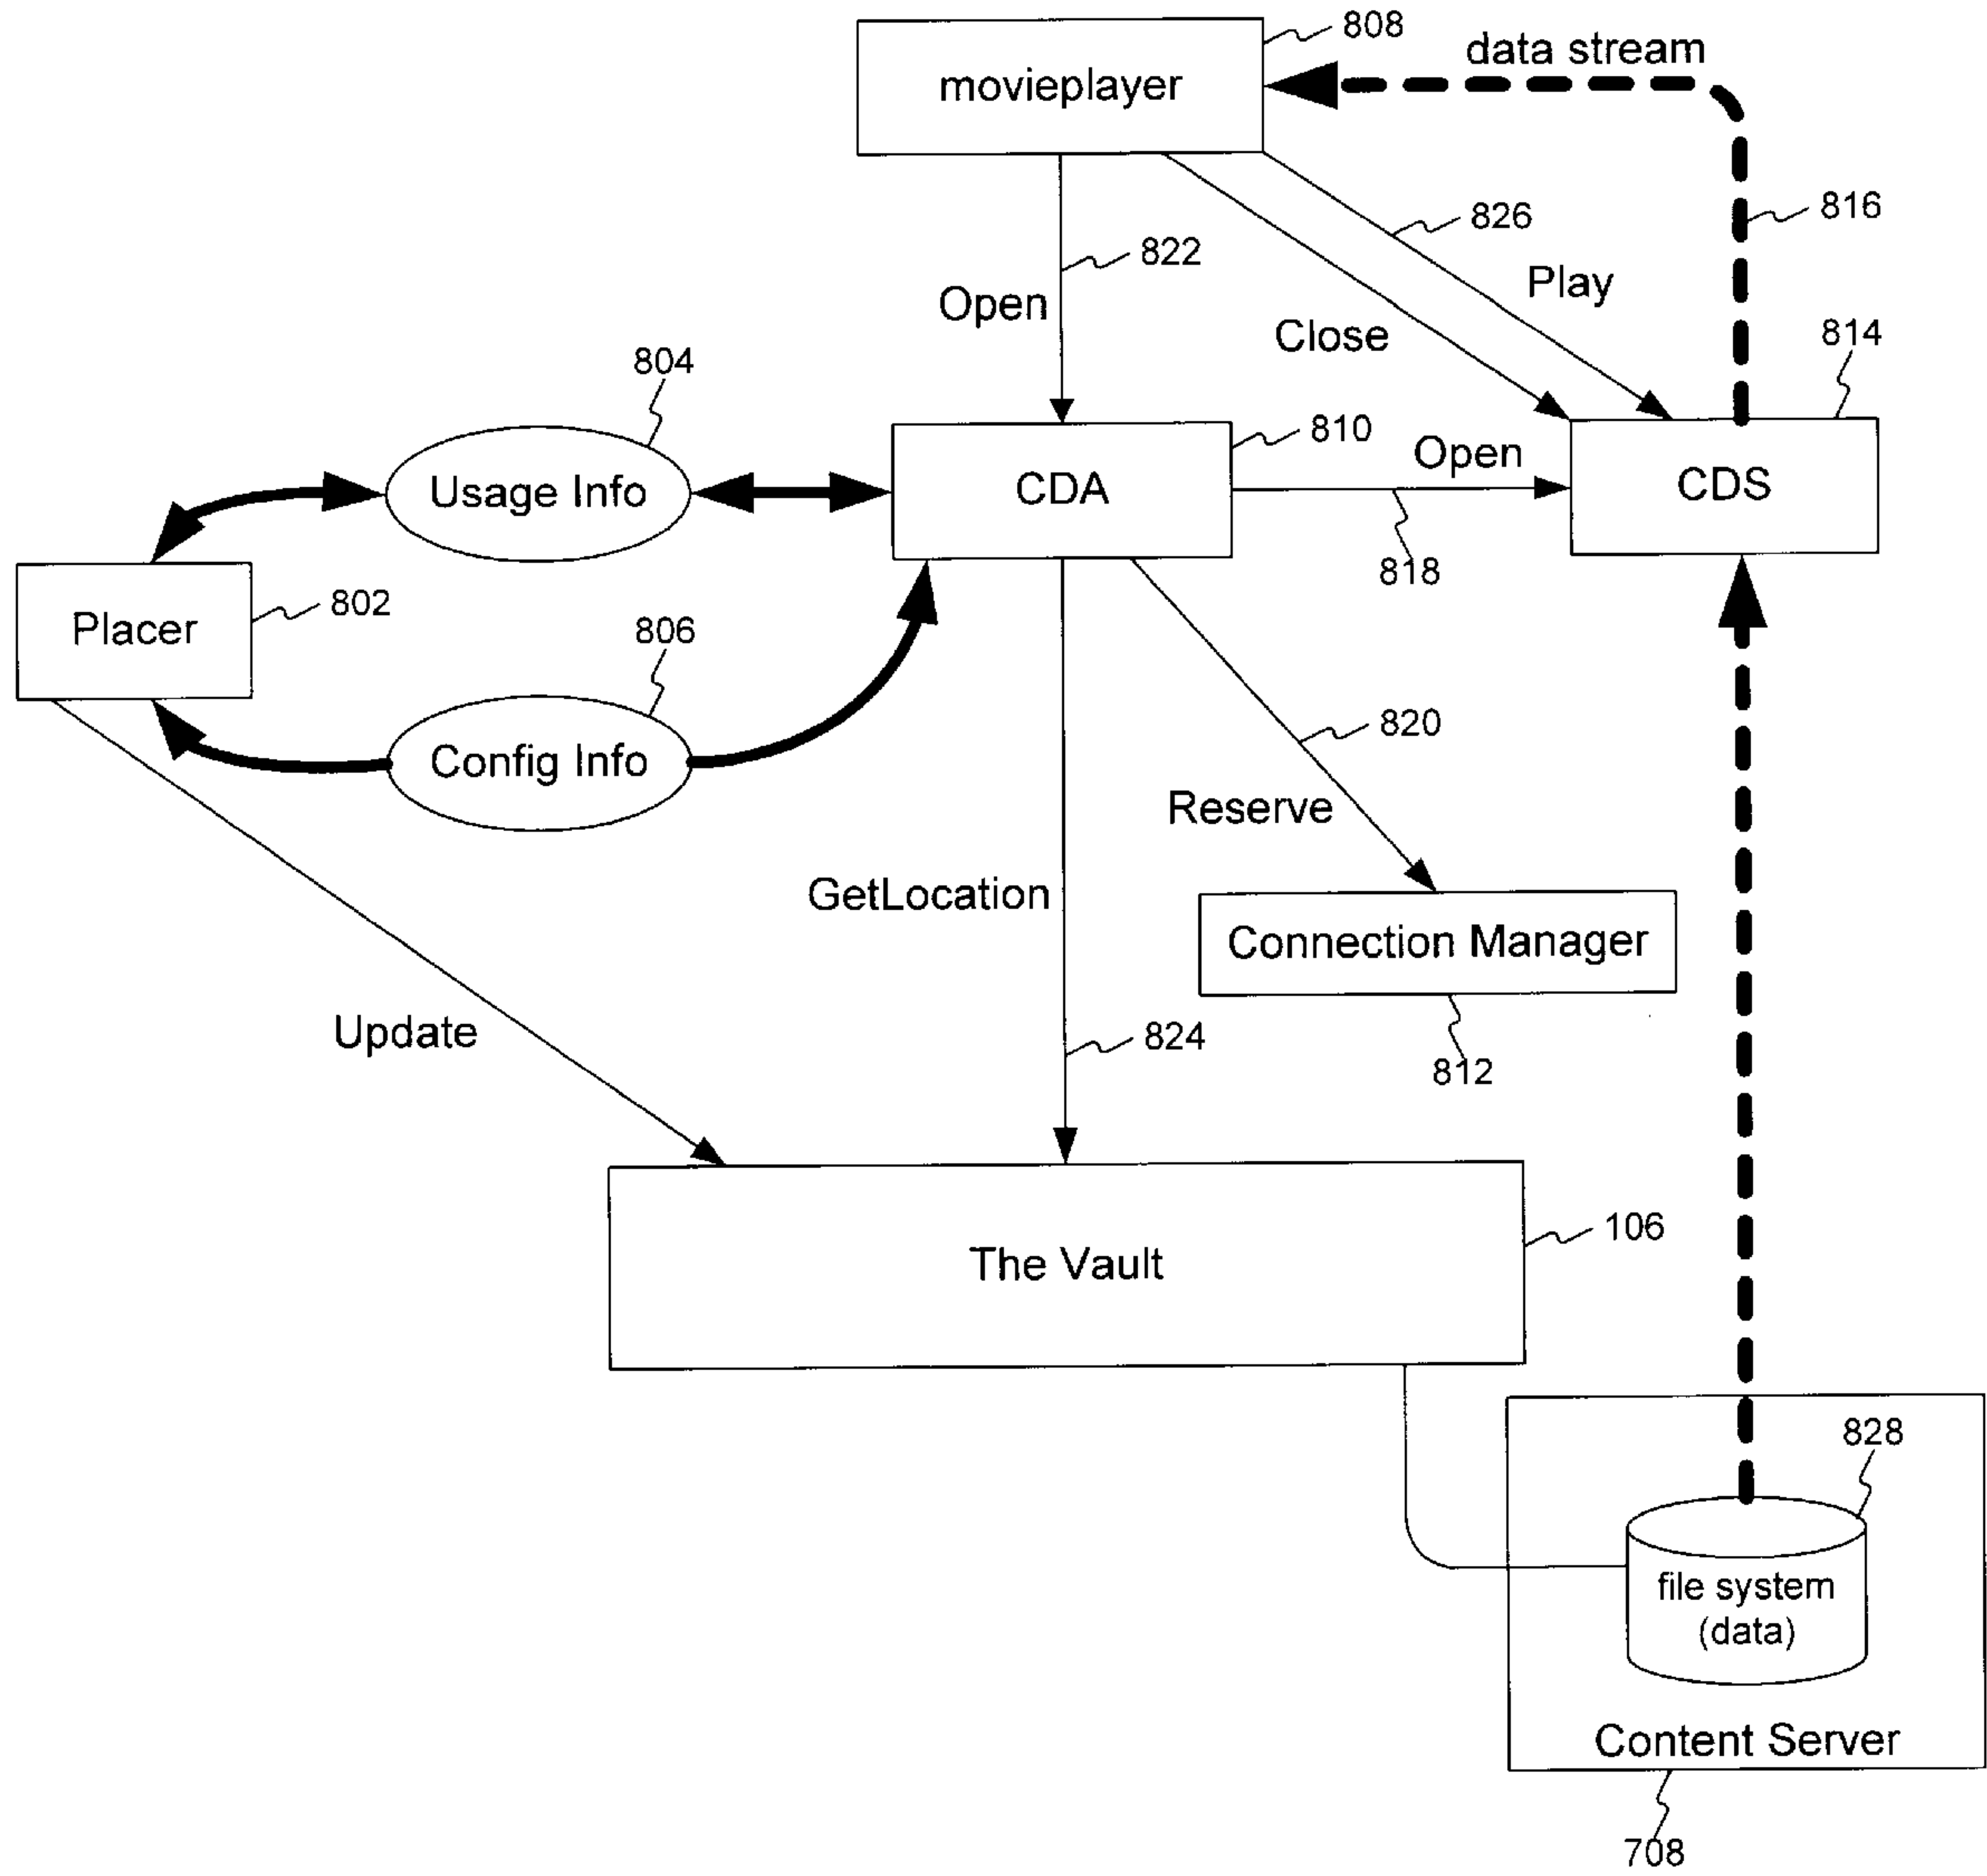 808
data stream
movieplayer
816
826
822
Play
Open
Close
814
804
810
Open
Usage Info
CDA
CDS
818
802
Placer
806
820
Config Info
Reserve
GetLocation
Connection Manager
Update
824
812
106
The Vault
828
file system
(data)
Content Server
708